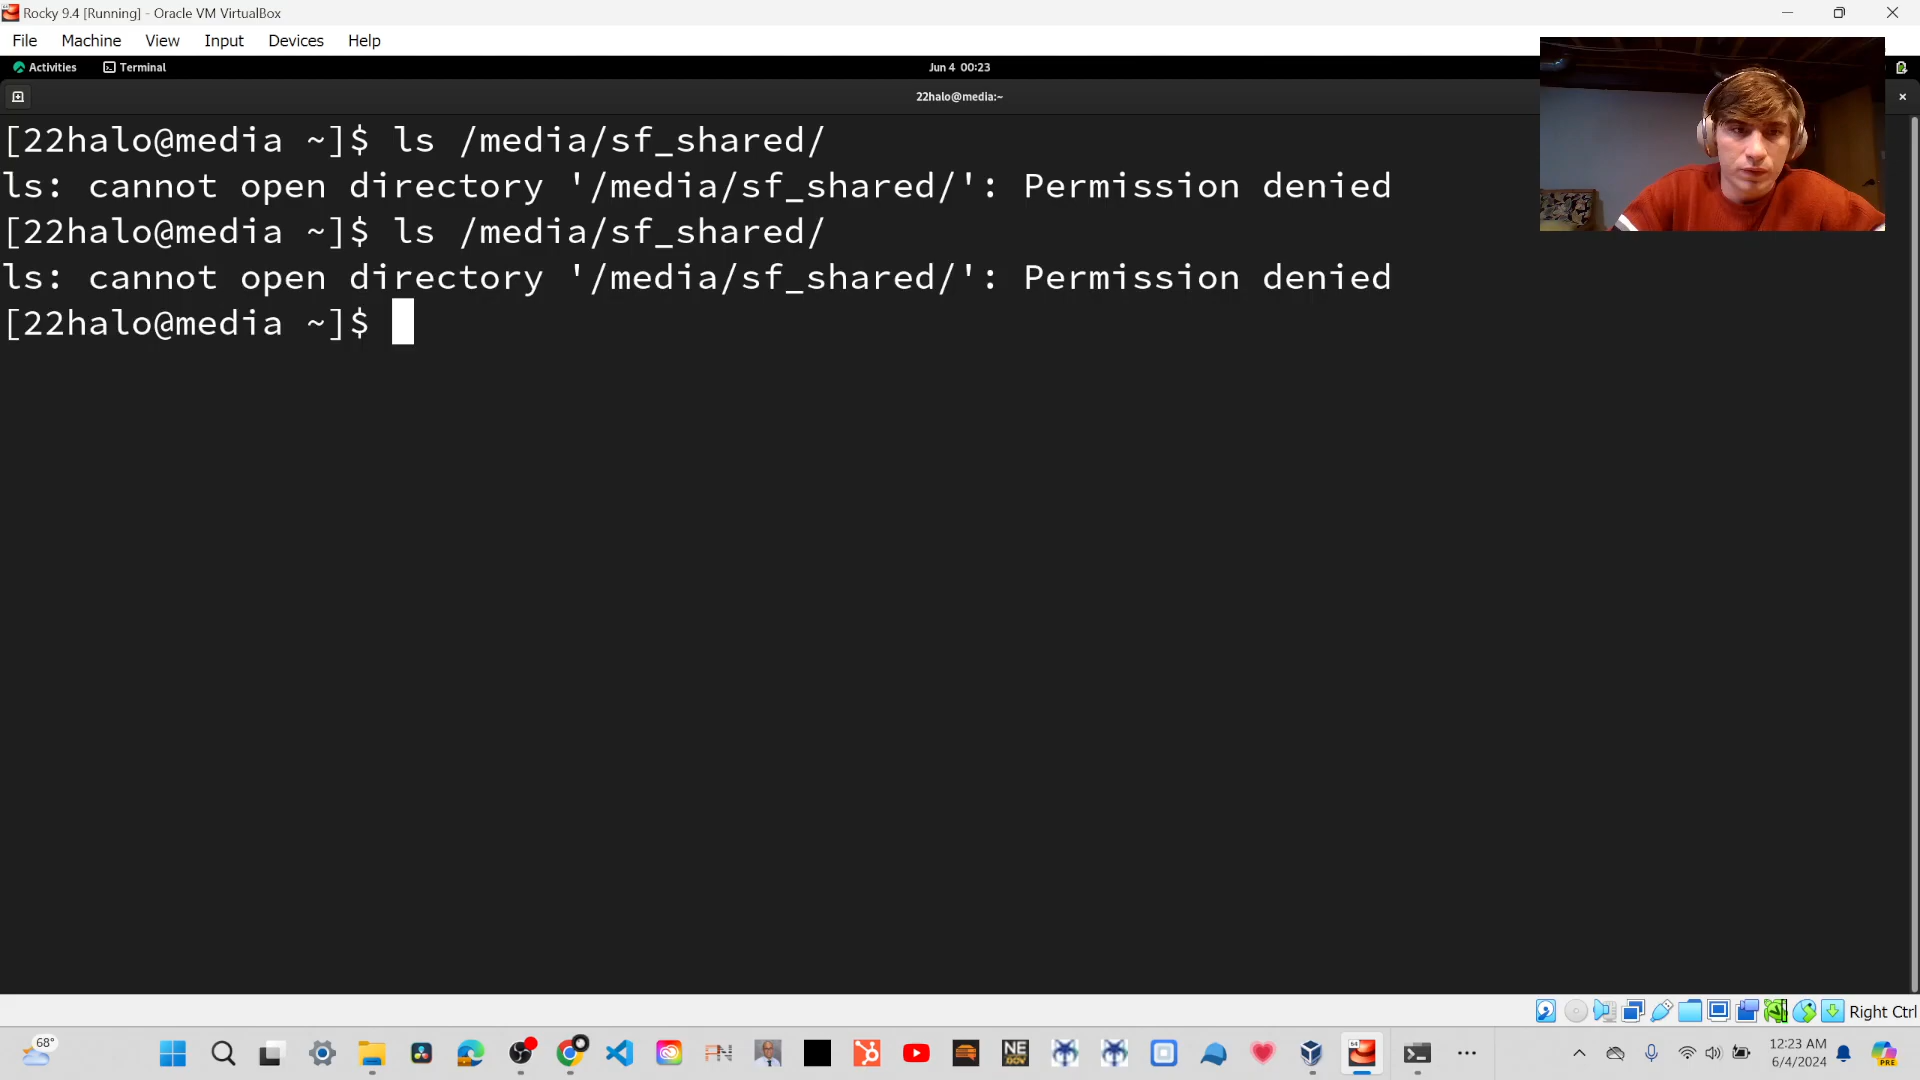 Rocky 9.4 [Running] - Oracle VM VirtualBox
File Machine View Input Devices Help
Activities Terminal Jun 4 00:23
22halo@media:~
[22halo@media ~]$ ls /media/sf_shared/
ls: cannot open directory '/media/sf_shared/': Permission denied
[22halo@media ~]$ ls /media/sf_shared/
ls: cannot open directory '/media/sf_shared/': Permission denied
[22halo@media ~]$
Right Ctrl
68°
12:23 AM
6/4/2024
PRE